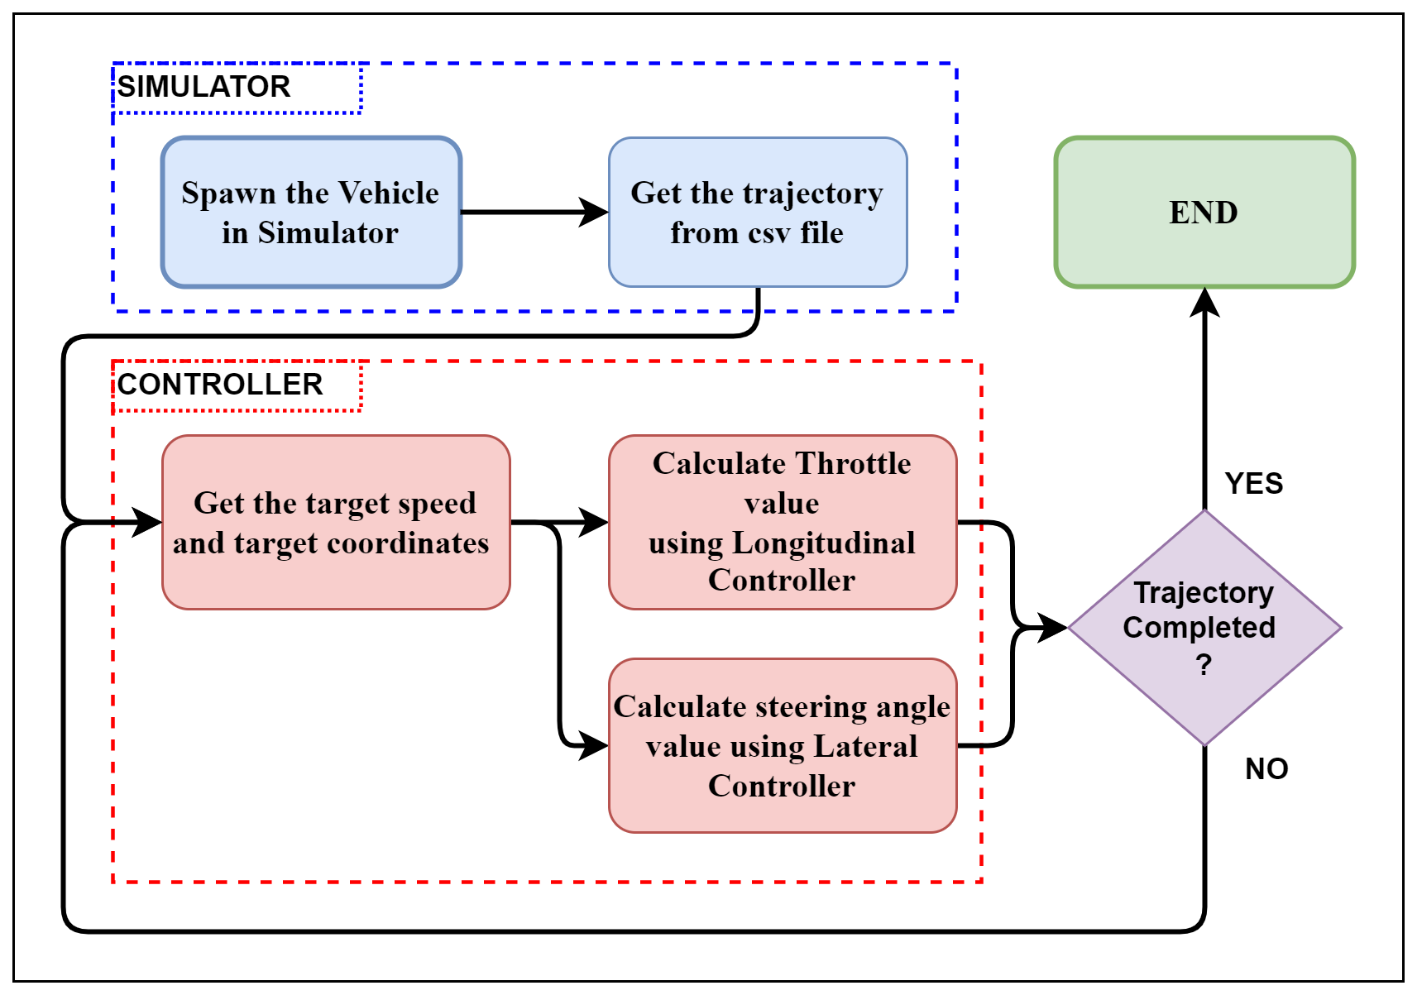 SIMULATOR
Spawn the Vehicle
in Simulator
Get the trajectory
from csv file
END
CONTROLLER
Get the target speed
and target coordinates
Calculate Throttle
value
using Longitudinal
Controller
Calculate steering angle
value using Lateral
Controller
YES
Trajectory
Completed
?
NO